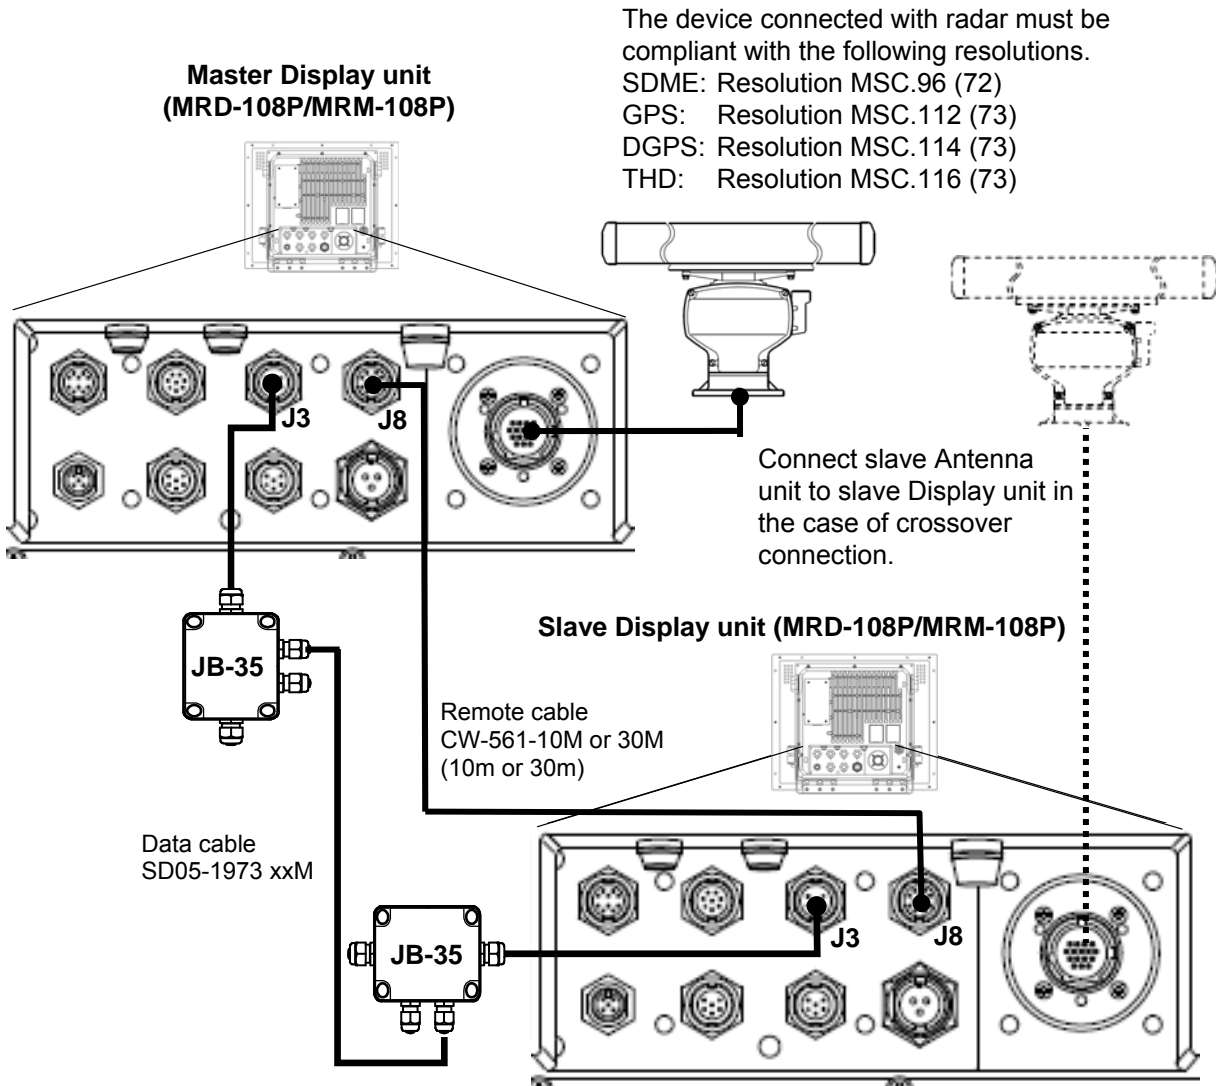 The device connected with radar must be
compliant with the following resolutions.
SDME: Resolution MSC.96 (72)
GPS: Resolution MSC.112 (73)
DGPS: Resolution MSC.114 (73)
THD: Resolution MSC.116 (73)
Master Display unit
(MRD-108P/MRM-108P)
J3
J8
Connect slave Antenna
unit to slave Display unit in
the case of crossover
connection.
JB-35
Slave Display unit (MRD-108P/MRM-108P)
Remote cable
CW-561-10M or 30M
(10m or 30m)
Data cable
SD05-1973 xxM
JB-35
J3
J8